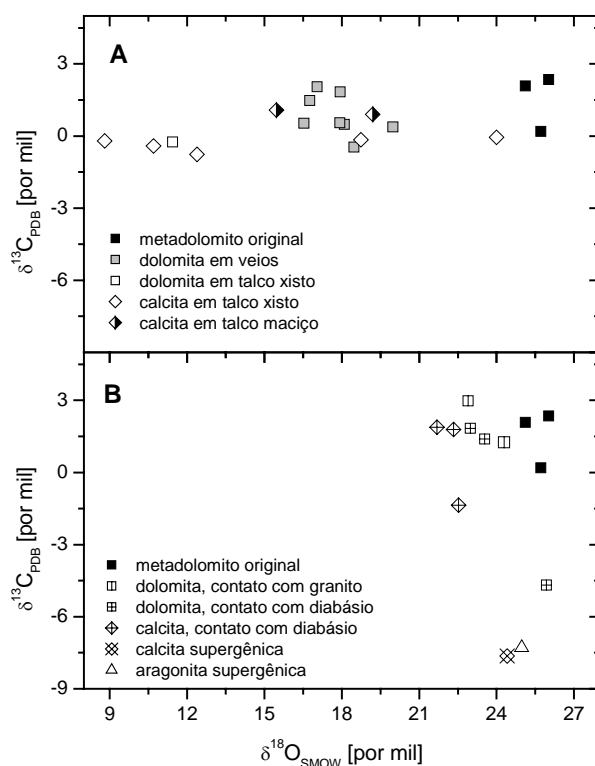 A
3
0
-3
-6
δ¹³C_PDB [por mil]
metadolomito original
dolomita em veios
dolomita em talco xisto
calcita em talco xisto
calcita em talco maciço
B
3
0
-3
-6
-9
δ¹³C_PDB [por mil]
metadolomito original
dolomita, contato com granito
dolomita, contato com diabásio
calcita, contato com diabásio
calcita supergênica
aragonita supergênica
9 12 15 18 21 24 27
δ¹⁸O_SMOW [por mil]